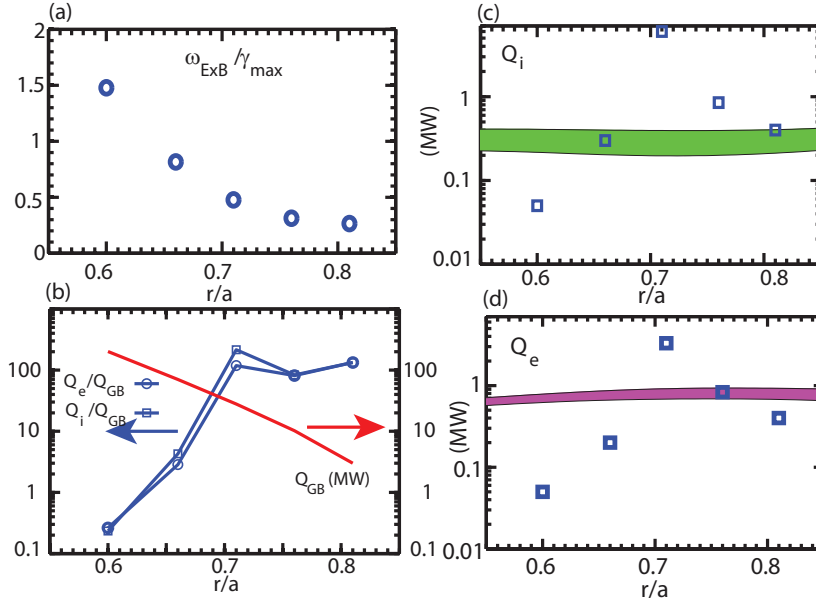 (a)
ω_ExB/γ_max
2
1.5
1
0.5
0
0.6 0.7 0.8
r/a
(c)
Q_i
(MW)
1
0.1
0.01
0.6 0.7 0.8
r/a
(b)
Q_e/Q_GB
Q_i/Q_GB
Q_GB(MW)
100
10
1
0.1
100
10
1
0.1
0.6 0.7 0.8
r/a
(d)
Q_e
(MW)
1
0.1
0.01
0.6 0.7 0.8
r/a